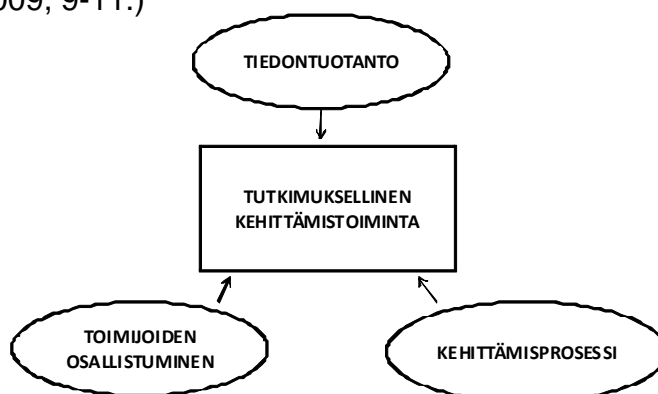 009, 9-11.)
TIEDONTUOTANTO
TUTKIMUKSELLINEN
KEHITTÄMISTOIMINTA
TOIMIJOIDEN
OSALLISTUMINEN
KEHITTÄMISPROSESSI